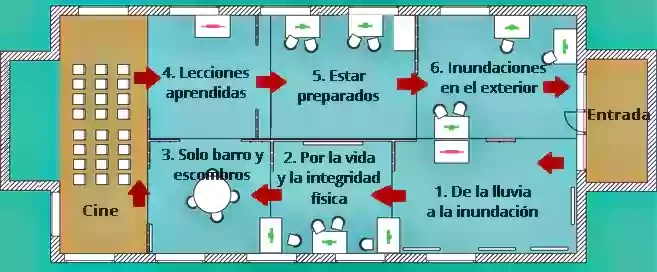 4. Lecciones
aprendidas
5. Estar
preparados
6. Inundaciones
en el exterior
Entrada
3. Solo barro y
escombros
2. Por la vida
y la integridad
física
1. De la lluvia
a la inundación
Cine